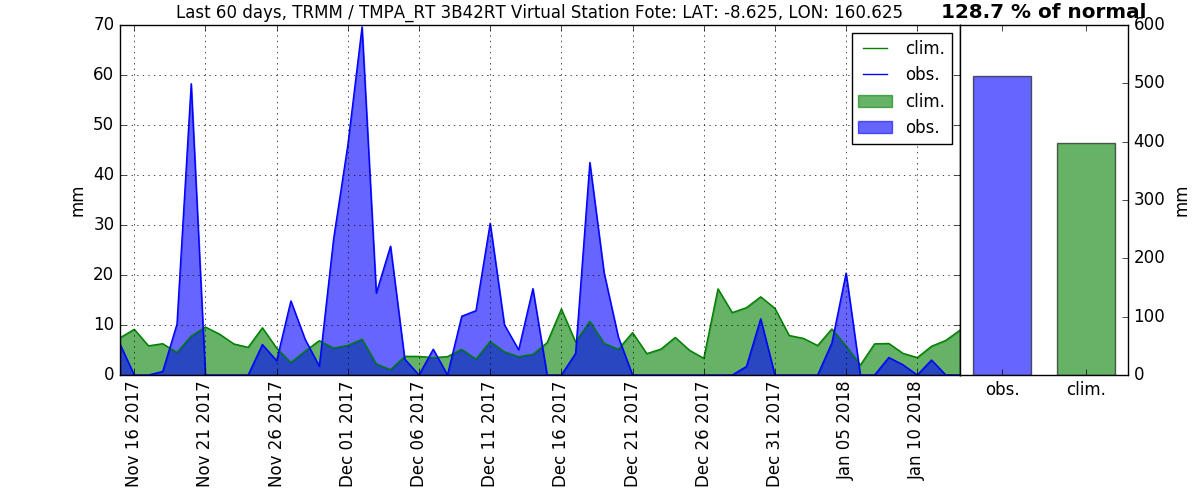 Last 60 days, TRMM / TMPA_RT 3B42RT Virtual Station Fote: LAT: -8.625, LON: 160.625
128.7 % of normal
70
60
50
40
30
20
10
0
mm
clim.
obs.
clim.
obs.
600
500
400
300
200
100
0
mm
Nov 16 2017
Nov 21 2017
Nov 26 2017
Dec 01 2017
Dec 06 2017
Dec 11 2017
Dec 16 2017
Dec 21 2017
Dec 26 2017
Dec 31 2017
Jan 05 2018
Jan 10 2018
obs.
clim.